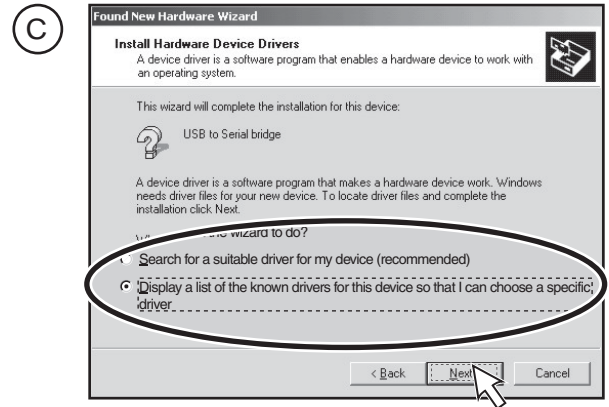 C
Found New Hardware Wizard
Install Hardware Device Drivers
A device driver is a software program that enables a hardware device to work with
an operating system.
This wizard will complete the installation for this device:
USB to Serial bridge
A device driver is a software program that makes a hardware device work. Windows
needs driver files for your new device. To locate driver files and complete the
installation click Next.
wizard to do?
Search for a suitable driver for my device (recommended)
Display a list of the known drivers for this device so that I can choose a specific
driver
< Back Next Cancel